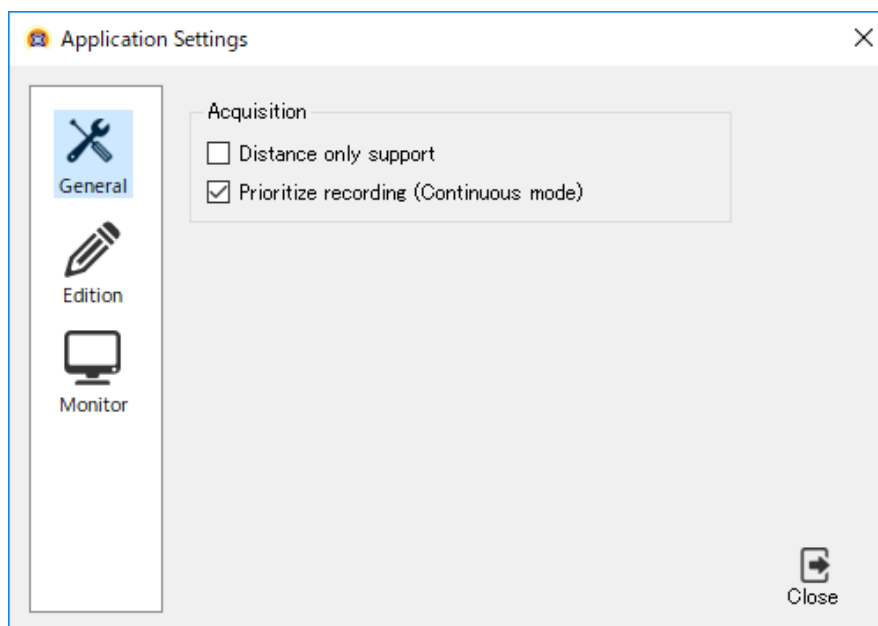 Application Settings
General
Edition
Monitor
Acquisition
Distance only support
Prioritize recording (Continuous mode)
Close